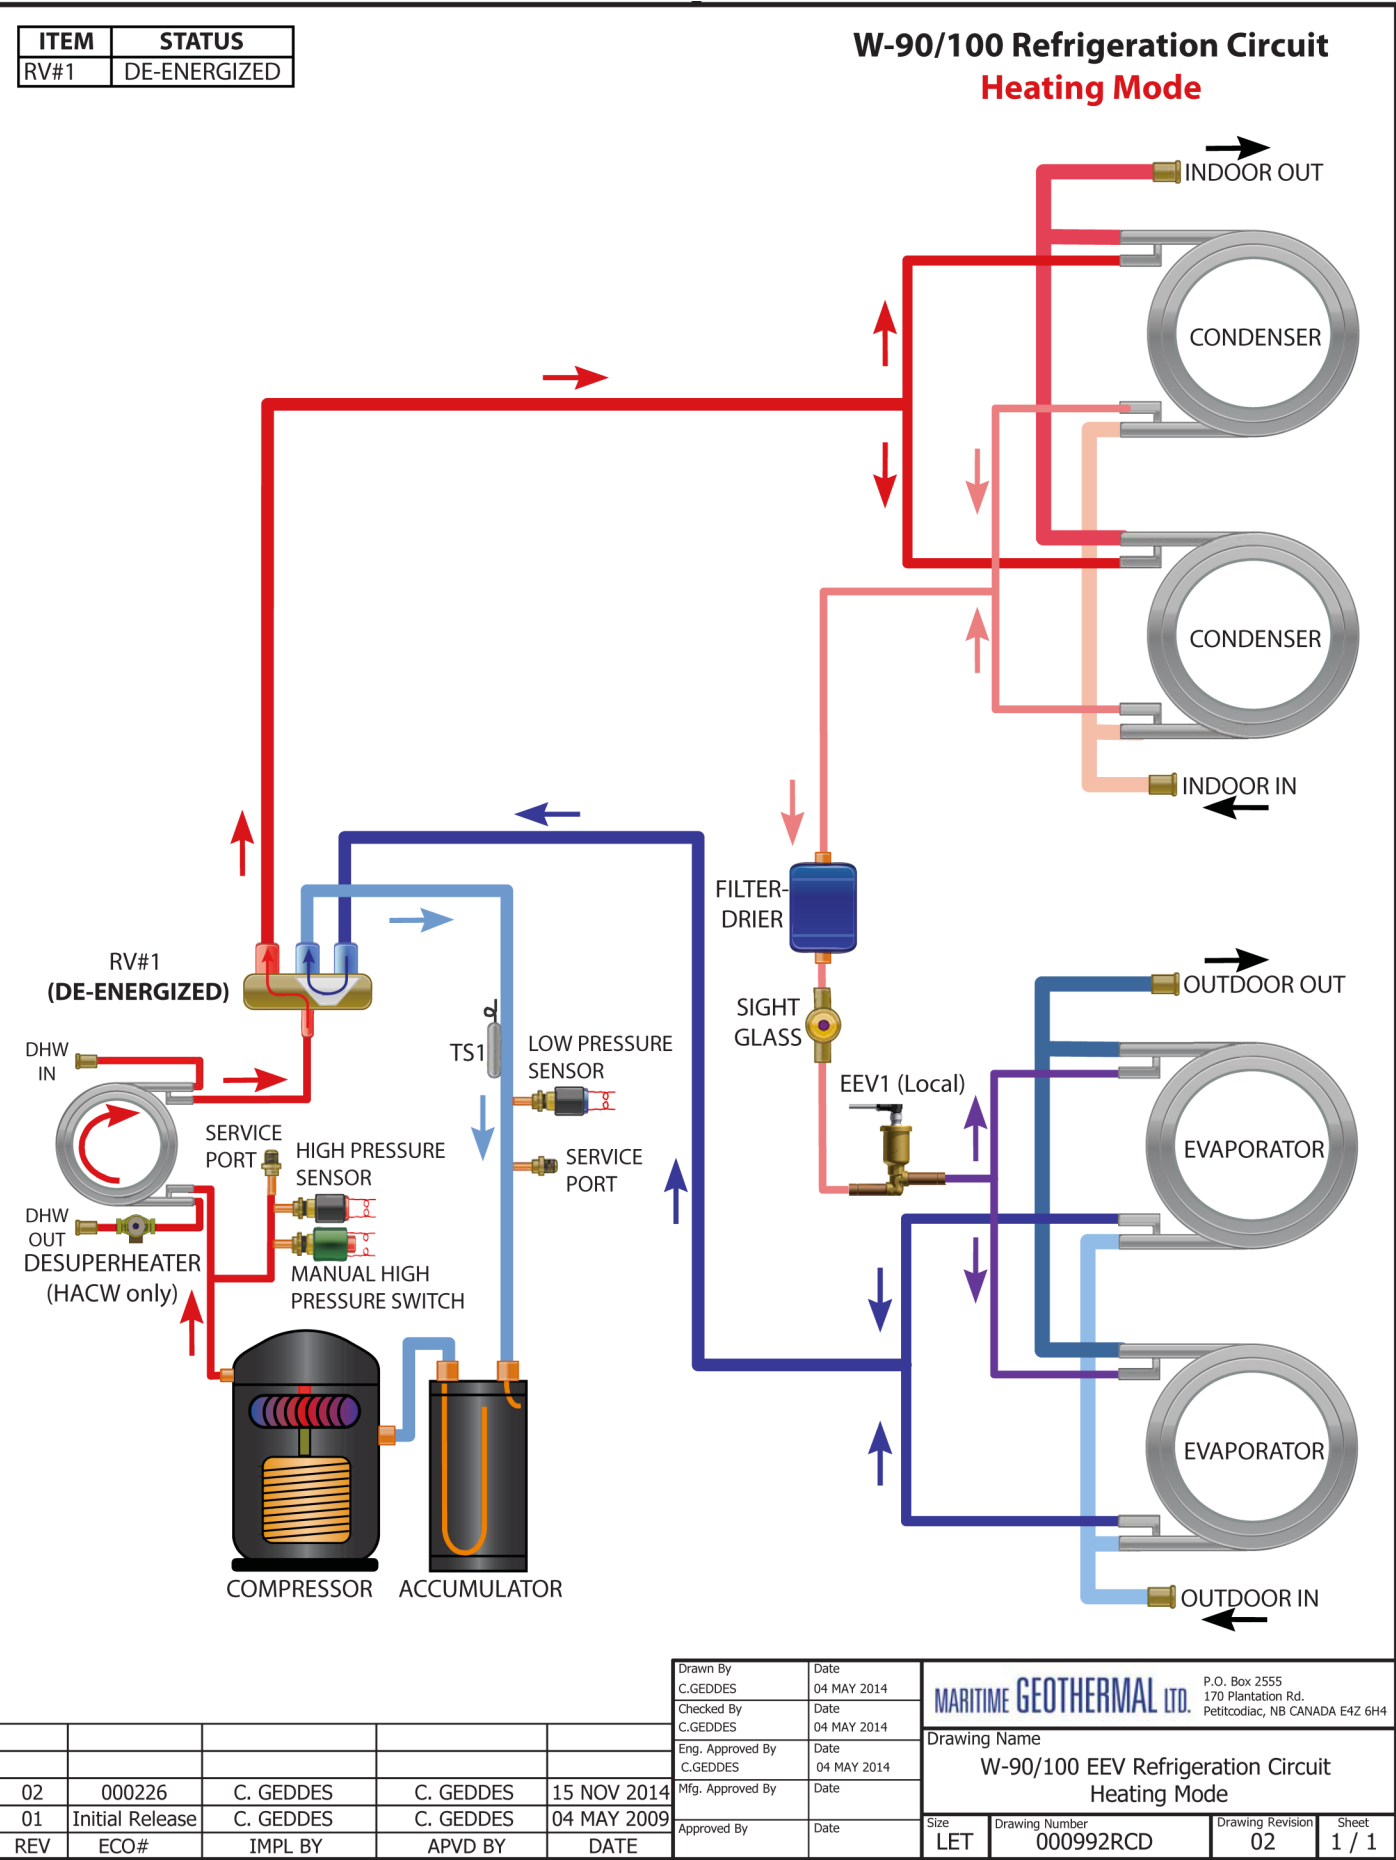 ITEM STATUS
RV#1 DE-ENERGIZED
W-90/100 Refrigeration Circuit
Heating Mode
INDOOR OUT
CONDENSER
CONDENSER
INDOOR IN
FILTER-
DRIER
RV#1
(DE-ENERGIZED)
SIGHT
GLASS
OUTDOOR OUT
DHW
IN
TS1
LOW PRESSURE
SENSOR
EEV1 (Local)
SERVICE
PORT
HIGH PRESSURE
SENSOR
SERVICE
PORT
EVAPORATOR
DHW
OUT
DESUPERHEATER
(HACW only)
MANUAL HIGH
PRESSURE SWITCH
EVAPORATOR
COMPRESSOR
ACCUMULATOR
OUTDOOR IN
Drawn By Date
C.GEDDES 04 MAY 2014
Checked By Date
C.GEDDES 04 MAY 2014
Eng. Approved By Date
C.GEDDES 04 MAY 2014
Mfg. Approved By Date
Approved By Date
MARITIME GEOTHERMAL LTD.
P.O. Box 2555
170 Plantation Rd.
Petitcodiac, NB CANADA E4Z 6H4
Drawing Name
W-90/100 EEV Refrigeration Circuit
Heating Mode
Size Drawing Number Drawing Revision Sheet
LET 000992RCD 02 1 / 1
02 000226 C. GEDDES C. GEDDES 15 NOV 2014
01 Initial Release C. GEDDES C. GEDDES 04 MAY 2009
REV ECO# IMPL BY APVD BY DATE